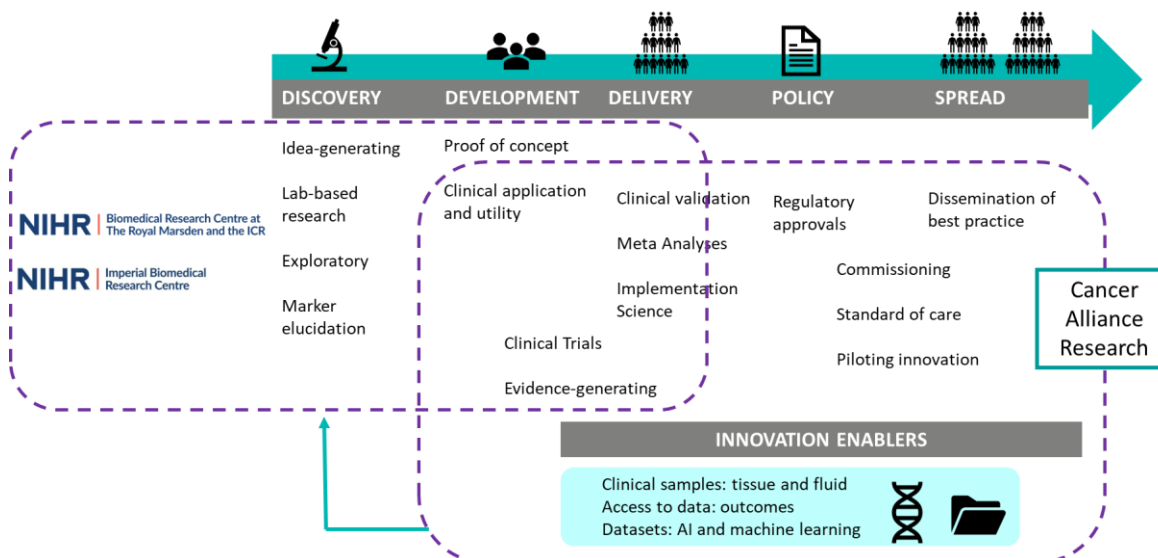 DISCOVERY
DEVELOPMENT
DELIVERY
POLICY
SPREAD
Idea-generating
Lab-based
research
Exploratory
Marker
elucidation
Proof of concept
Clinical application
and utility
Clinical validation
Meta Analyses
Implementation
Science
Clinical Trials
Evidence-generating
Regulatory
approvals
Dissemination of
best practice
Commissioning
Standard of care
Piloting innovation
NIHR | Biomedical Research Centre at
The Royal Marsden and the ICR
NIHR | Imperial Biomedical
Research Centre
Cancer
Alliance
Research
INNOVATION ENABLERS
Clinical samples: tissue and fluid
Access to data: outcomes
Datasets: AI and machine learning